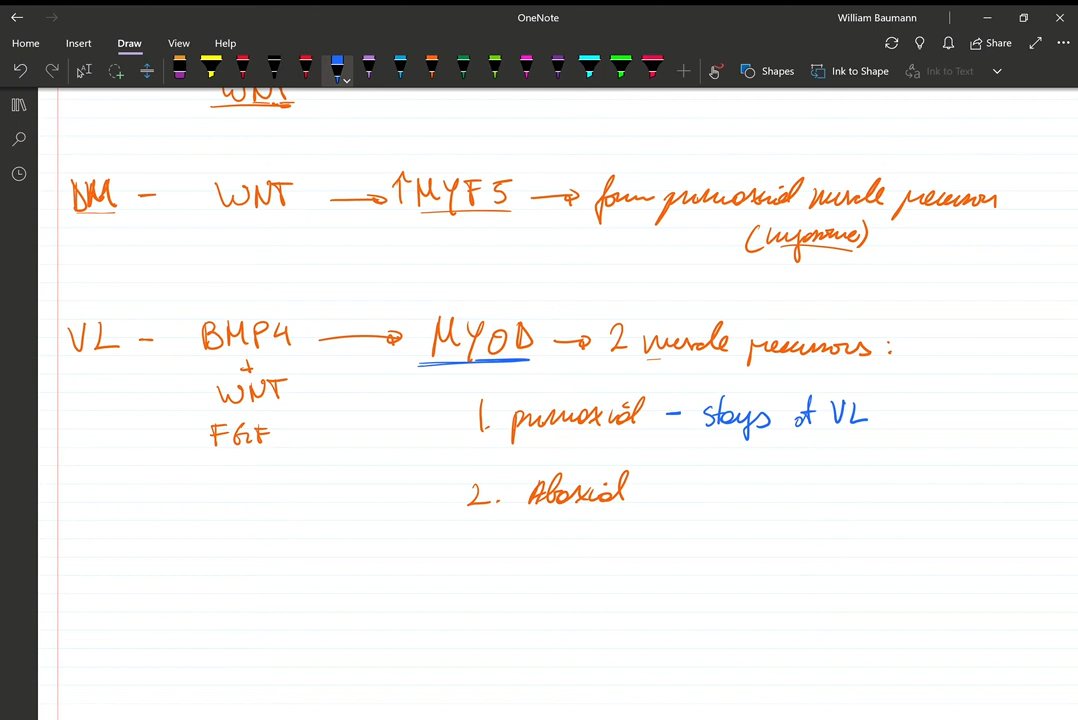 OneNote
William Baumann
Home Insert Draw View Help
Share
Shapes
Ink to Shape
Ink to Text
WNT
DM - WNT → ↑MYF5 → form primaxial muscle precursor
VL - BMP4 → MYOD → 2 muscle precursors:
+
WNT
FGF
1. primaxial - stays at VL
2. Abaxial